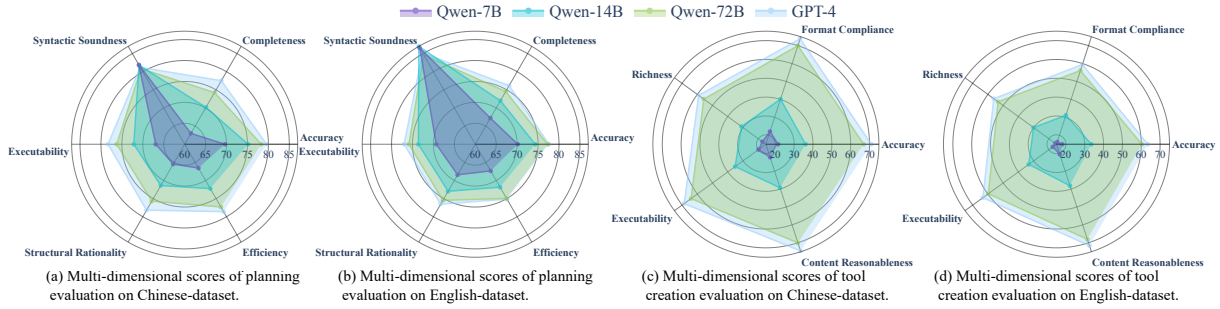 Qwen-7B Qwen-14B Qwen-72B GPT-4
Syntactic Soundness
Completeness
Accuracy
Executability
Structural Rationality
Efficiency
60 65 70 75 80 85
(a) Multi-dimensional scores of planning
evaluation on Chinese-dataset.
Syntactic Soundness
Completeness
Accuracy
Executability
Structural Rationality
Efficiency
60 65 70 75 80 85
(b) Multi-dimensional scores of planning
evaluation on English-dataset.
Format Compliance
Richness
Accuracy
Executability
Content Reasonableness
20 30 40 50 60 70
(c) Multi-dimensional scores of tool
creation evaluation on Chinese-dataset.
Format Compliance
Richness
Accuracy
Executability
Content Reasonableness
20 30 40 50 60 70
(d) Multi-dimensional scores of tool
creation evaluation on English-dataset.